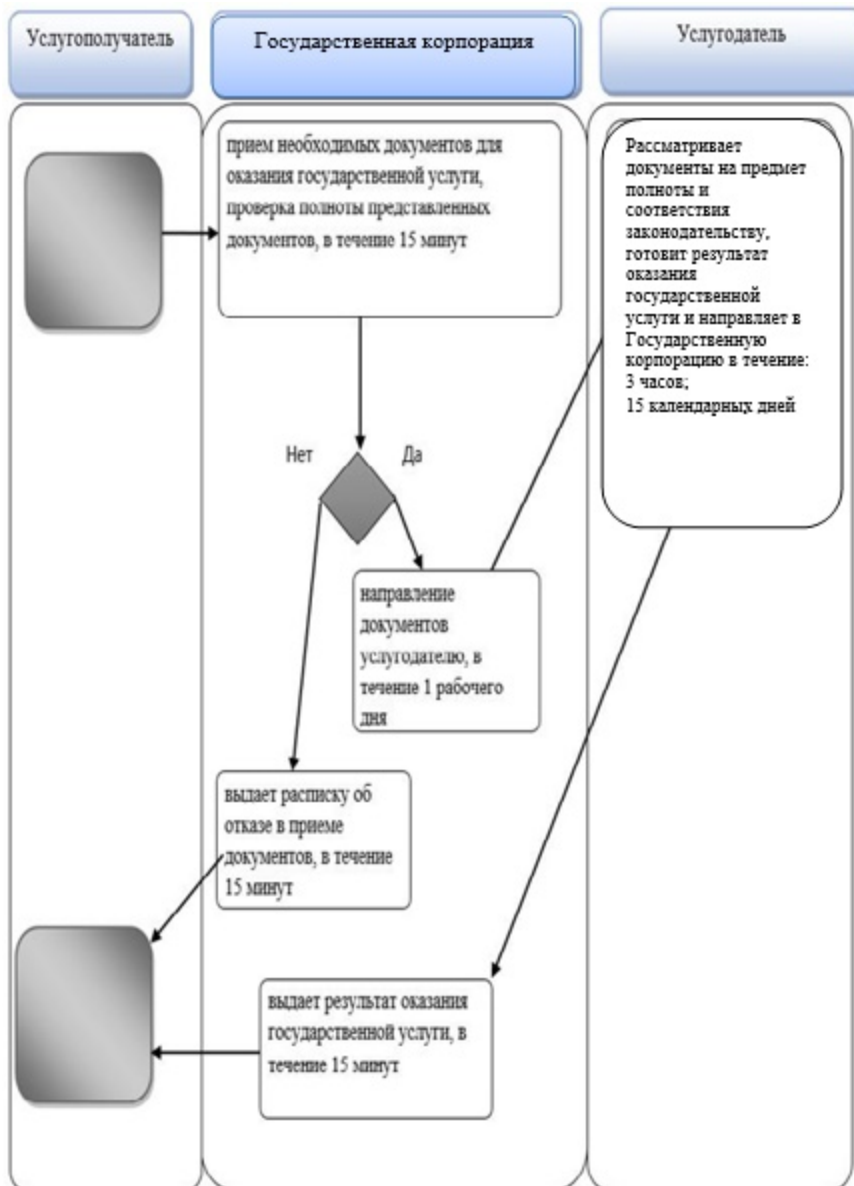 Услугополучатель
Государственная корпорация
Услугодатель
прием необходимых документов для
оказания государственной услуги,
проверка полноты представленных
документов, в течение 15 минут
Рассматривает
документы на предмет
полноты и
соответствия
законодательству,
готовит результат
оказания
государственной
услуги и направляет в
Государственную
корпорацию в течение:
3 часов;
15 календарных дней
Нет
Да
направление
документов
услугодателю, в
течение 1 рабочего
дня
выдает расписку об
отказе в приеме
документов, в течение
15 минут
выдает результат оказания
государственной услуги, в
течение 15 минут